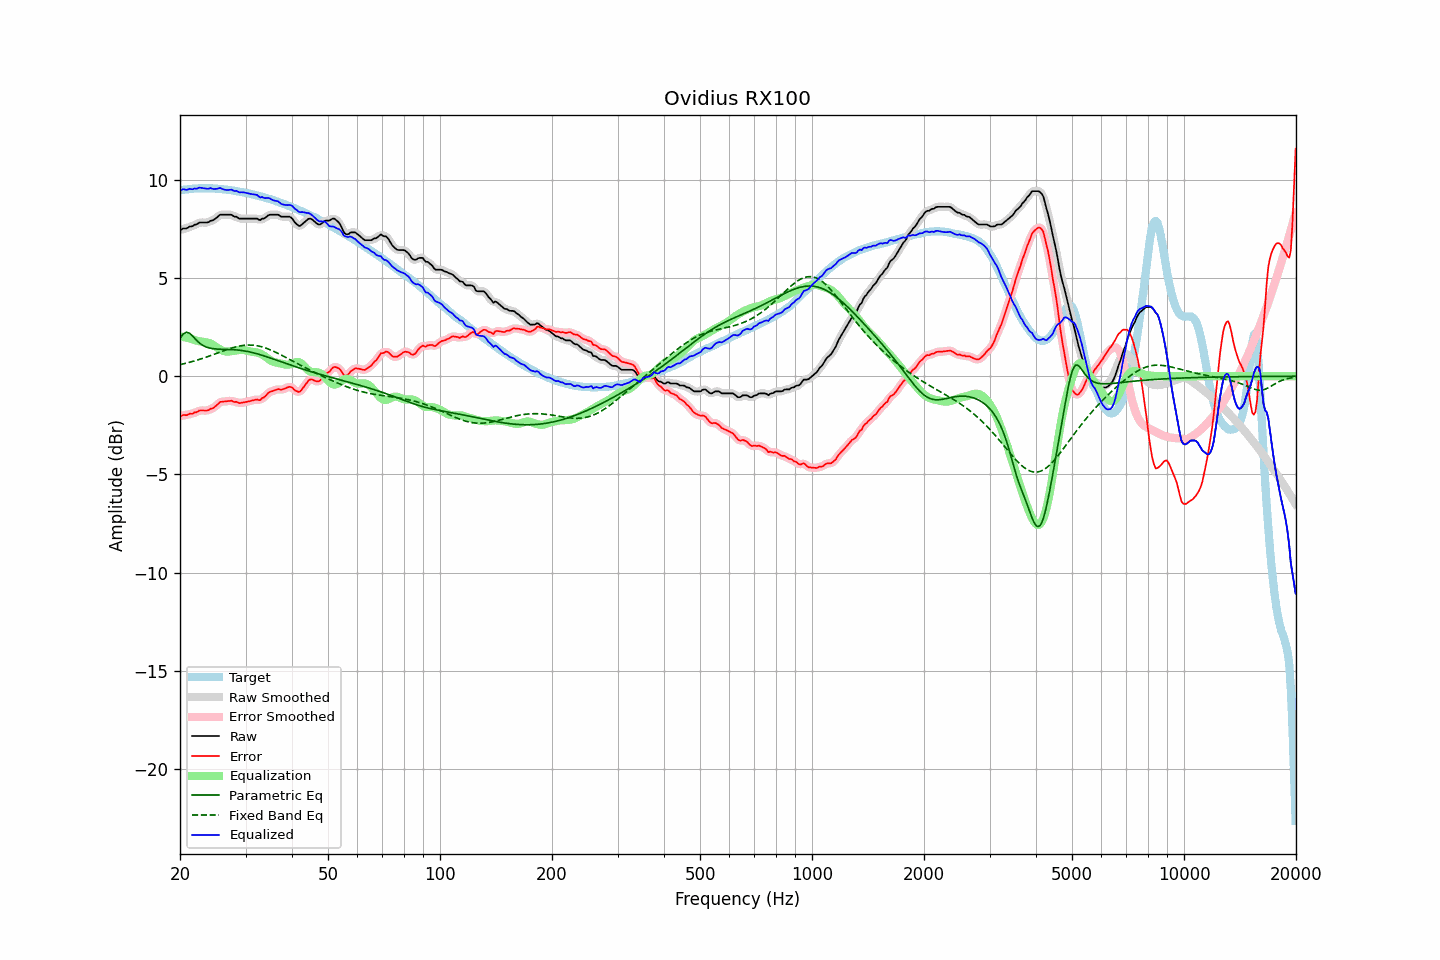 Ovidius RX100
10
5
0
−5
−10
−15
−20
Amplitude (dBr)
Target
Raw Smoothed
Error Smoothed
Raw
Error
Equalization
Parametric Eq
Fixed Band Eq
Equalized
20 50 100 200 500 1000 2000 5000 10000 20000
Frequency (Hz)